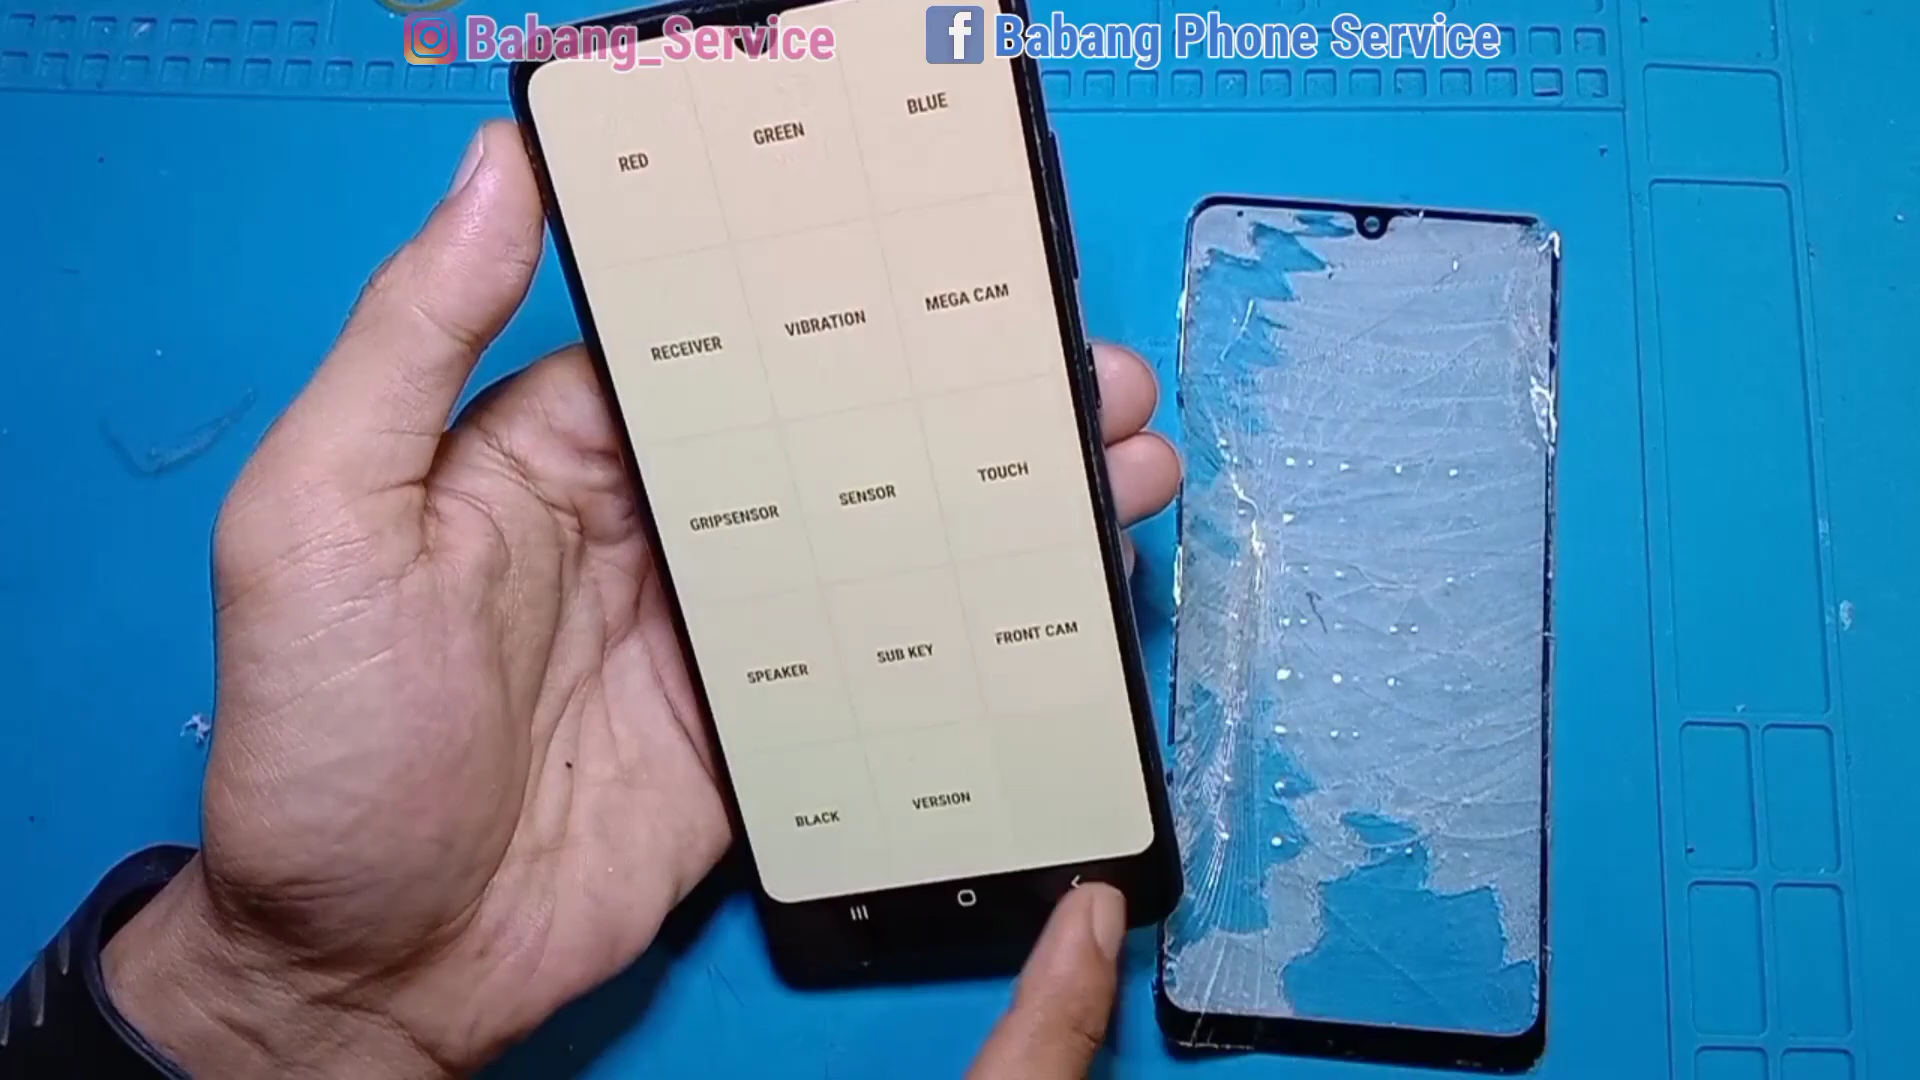 Babang_Service
Babang Phone Service
RED
GREEN
BLUE
RECEIVER
VIBRATION
MEGA CAM
GRIPSENSOR
SENSOR
TOUCH
SPEAKER
SUB KEY
FRONT CAM
BLACK
VERSION